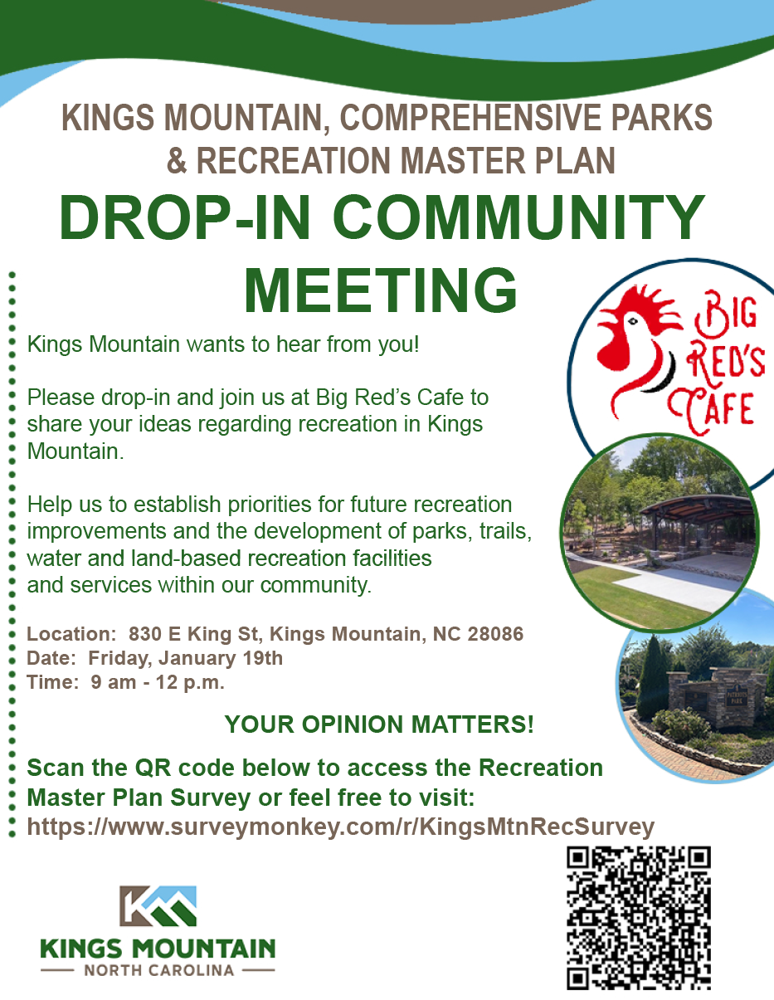 KINGS MOUNTAIN, COMPREHENSIVE PARKS
& RECREATION MASTER PLAN
DROP-IN COMMUNITY
MEETING
Kings Mountain wants to hear from you!
Please drop-in and join us at Big Red’s Cafe to
share your ideas regarding recreation in Kings
Mountain.
Help us to establish priorities for future recreation
improvements and the development of parks, trails,
water and land-based recreation facilities
and services within our community.
BIG
RED'S
CAFE
Location: 830 E King St, Kings Mountain, NC 28086
Date: Friday, January 19th
Time: 9 am - 12 p.m.
PATRIOTS
PARK
YOUR OPINION MATTERS!
Scan the QR code below to access the Recreation
Master Plan Survey or feel free to visit:
https://www.surveymonkey.com/r/KingsMtnRecSurvey
KM
KINGS MOUNTAIN
NORTH CAROLINA